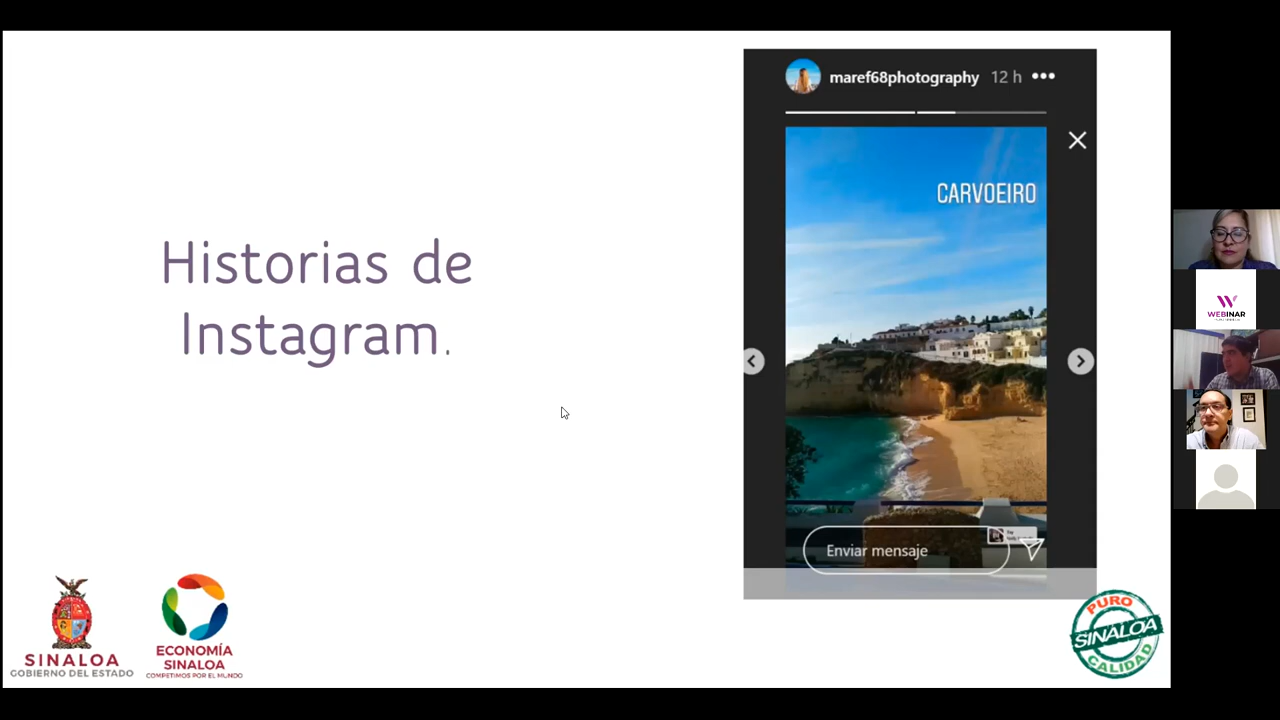 Historias de
Instagram.
maref68photography 12 h
CARVOEIRO
Enviar mensaje
SINALOA
GOBIERNO DEL ESTADO
ECONOMÍA
SINALOA
COMPETIMOS POR EL MUNDO
PURO
SINALOA
CALIDAD
WEBINAR